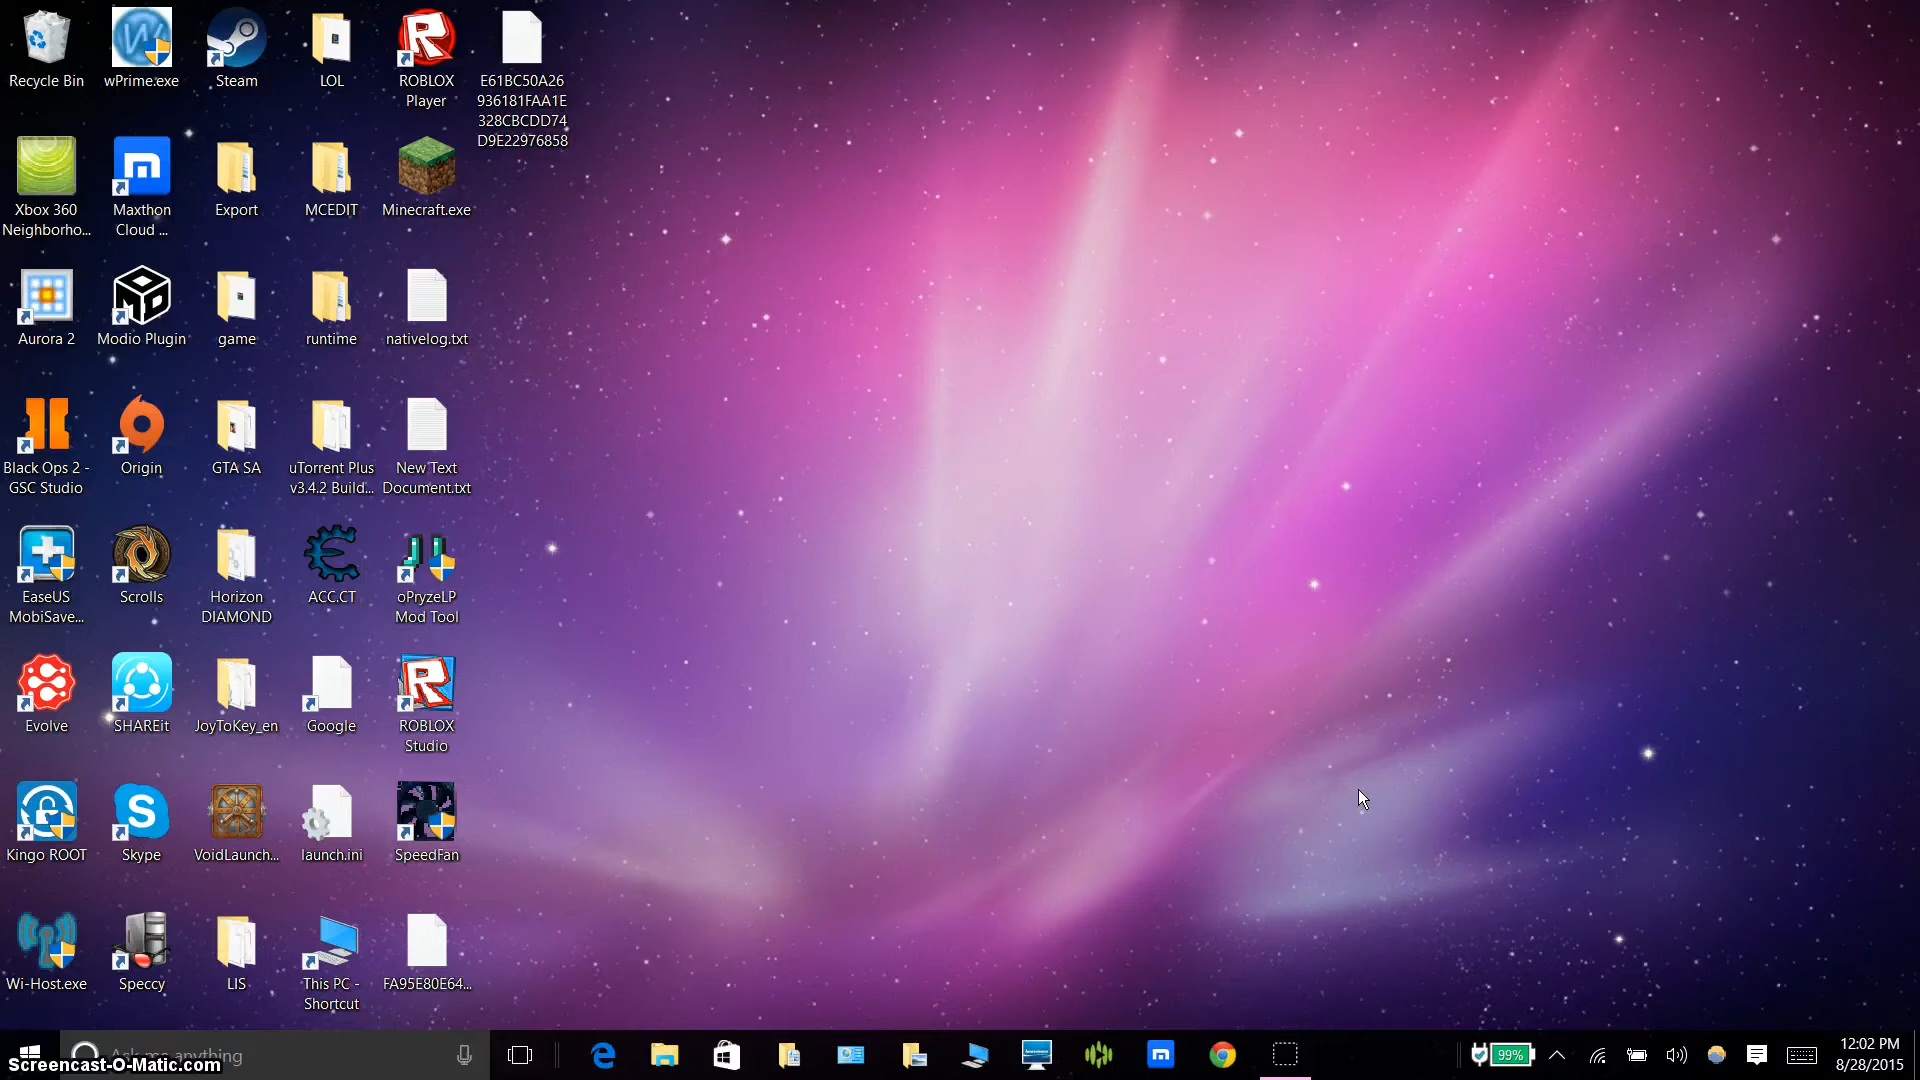 Recycle Bin
wPrime.exe
Steam
LOL
ROBLOX
Player
E61BC50A26
936181FAA1E
328CBCDD74
D9E22976858
Xbox 360
Neighborho...
Maxthon
Cloud ...
Export
MCEDIT
Minecraft.exe
Aurora 2
Modio Plugin
game
runtime
nativelog.txt
Black Ops 2 -
GSC Studio
Origin
GTA SA
uTorrent Plus
v3.4.2 Build...
New Text
Document.txt
EaseUS
MobiSave...
Scrolls
Horizon
DIAMOND
ACC.CT
oPryzeLP
Mod Tool
Evolve
SHAREit
JoyToKey_en
Google
ROBLOX
Studio
Kingo ROOT
Skype
VoidLaunch...
launch.ini
SpeedFan
Wi-Host.exe
Speccy
LIS
This PC -
Shortcut
FA95E80E64...
Ask me anything
Screencast-O-Matic.com
99%
12:02 PM
8/28/2015